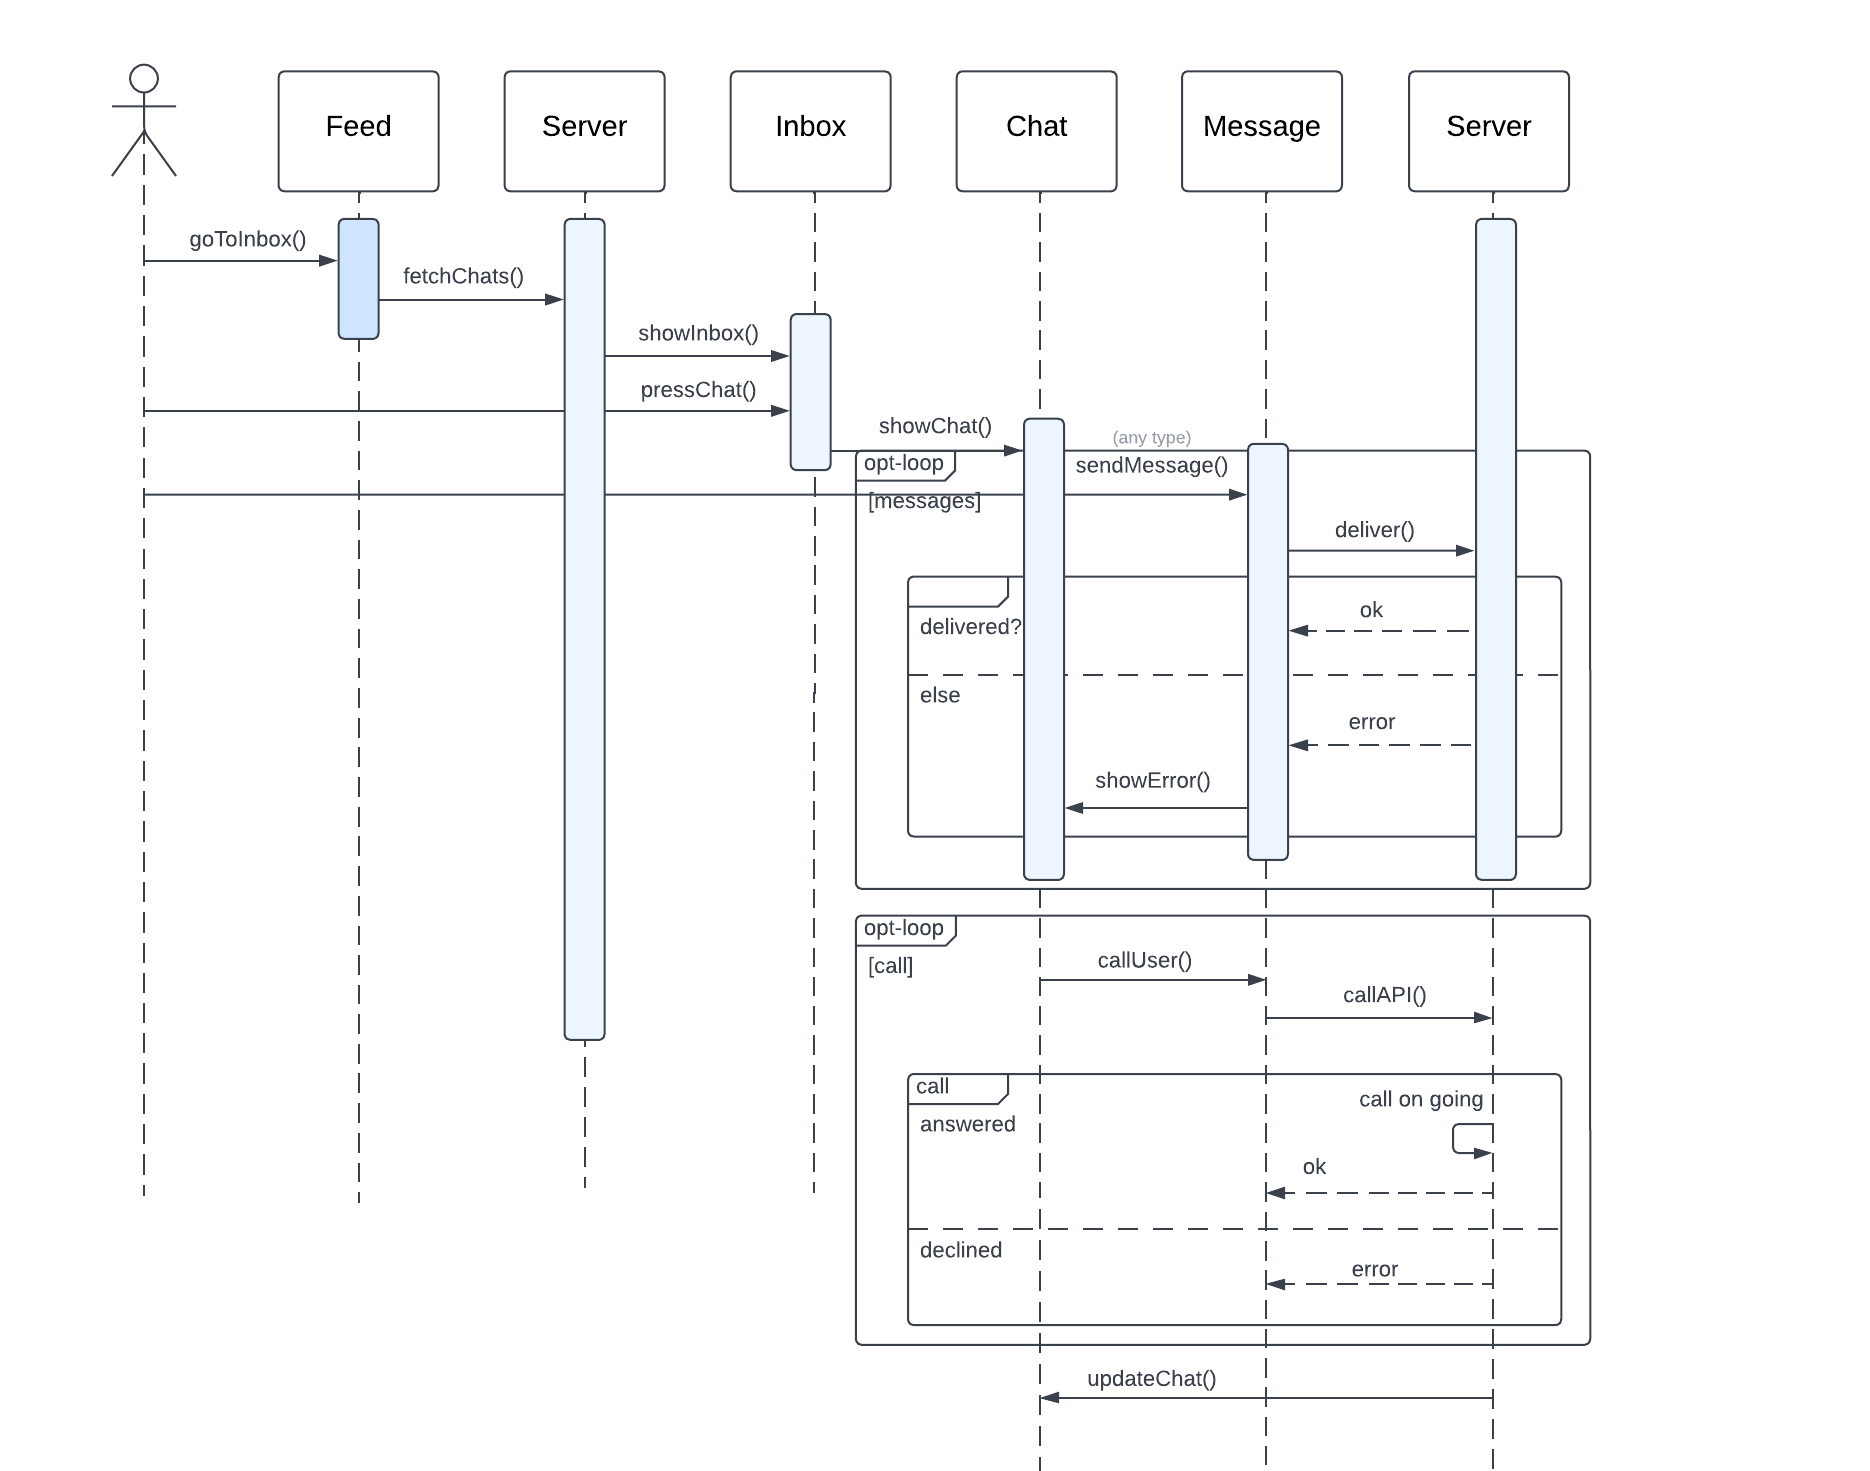 Feed
Server
Inbox
Chat
Message
Server
goToInbox()
fetchChats()
showInbox()
pressChat()
showChat()
(any type)
opt-loop
sendMessage()
[messages]
deliver()
ok
delivered?
else
error
showError()
opt-loop
[call]
callUser()
callAPI()
call
call on going
answered
ok
declined
error
updateChat()